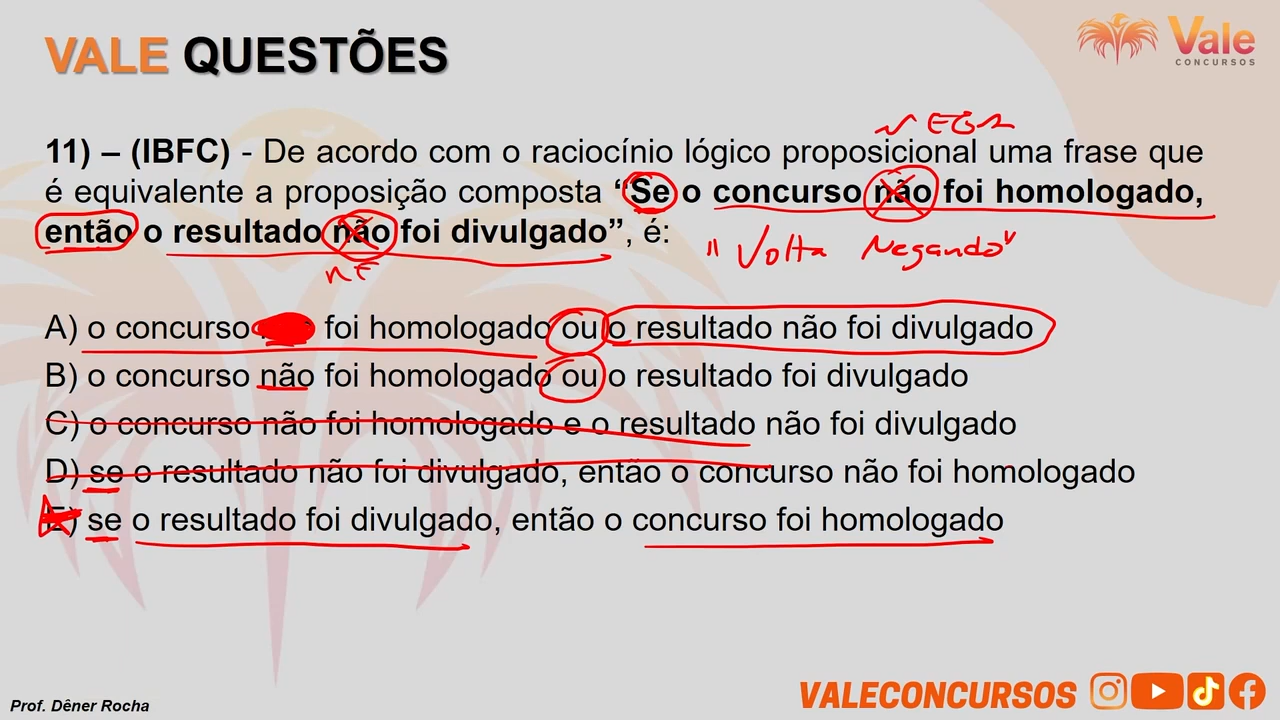 VALE QUESTÕES
Vale
CONCURSOS
NEGA
11) – (IBFC) - De acordo com o raciocínio lógico proposicional uma frase que
é equivalente a proposição composta “Se o concurso não foi homologado,
então o resultado não foi divulgado”, é:
"Volta Negando"
NE
A) o concurso foi homologado ou o resultado não foi divulgado
B) o concurso não foi homologado ou o resultado foi divulgado
C) o concurso não foi homologado e o resultado não foi divulgado
D) se o resultado não foi divulgado, então o concurso não foi homologado
E) se o resultado foi divulgado, então o concurso foi homologado
Prof. Dêner Rocha
VALECONCURSOS